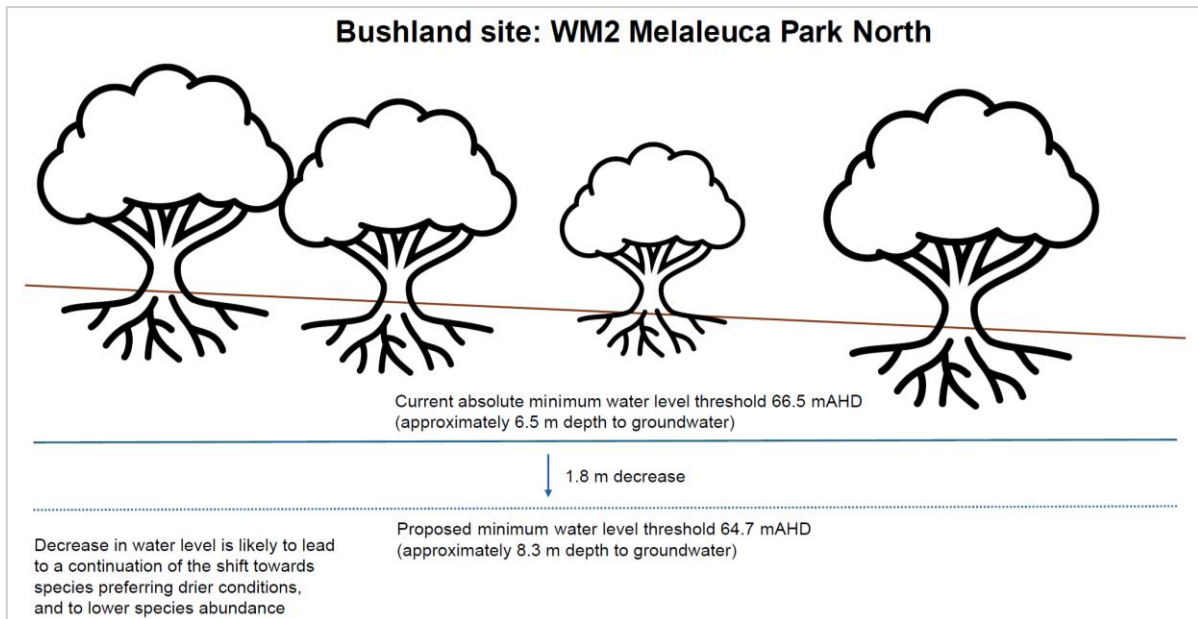 Bushland site: WM2 Melaleuca Park North
Current absolute minimum water level threshold 66.5 mAHD
(approximately 6.5 m depth to groundwater)
1.8 m decrease
Proposed minimum water level threshold 64.7 mAHD
(approximately 8.3 m depth to groundwater)
Decrease in water level is likely to lead
to a continuation of the shift towards
species preferring drier conditions,
and to lower species abundance